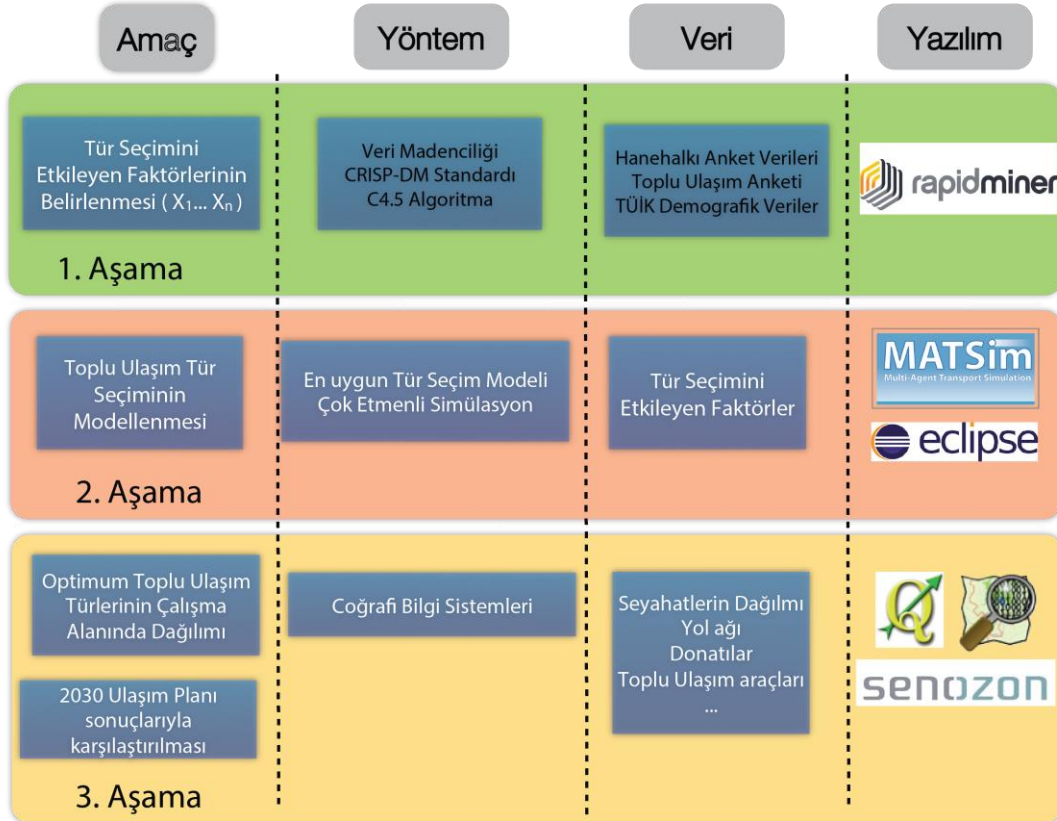 Amaç
Yöntem
Veri
Yazılım
Tür Seçimini
Etkileyen Faktörlerinin
Belirlenmesi ( X1... Xn )
1. Aşama
Veri Madenciliği
CRISP-DM Standardı
C4.5 Algoritma
Hanehalkı Anket Verileri
Toplu Ulaşım Anketi
TÜİK Demografik Veriler
rapidminer
Toplu Ulaşım Tür
Seçiminin
Modellenmesi
2. Aşama
En uygun Tür Seçim Modeli
Çok Etmenli Simülasyon
Tür Seçimini
Etkileyen Faktörler
MATSim
Multi-Agent Transport Simulation
eclipse
Optimum Toplu Ulaşım
Türlerinin Çalışma
Alanında Dağılımı
2030 Ulaşım Planı
sonuçlarıyla
karşılaştırılması
3. Aşama
Coğrafi Bilgi Sistemleri
Seyahatlerin Dağılmı
Yol ağı
Donatılar
Toplu Ulaşım araçları
...
Q
senozon